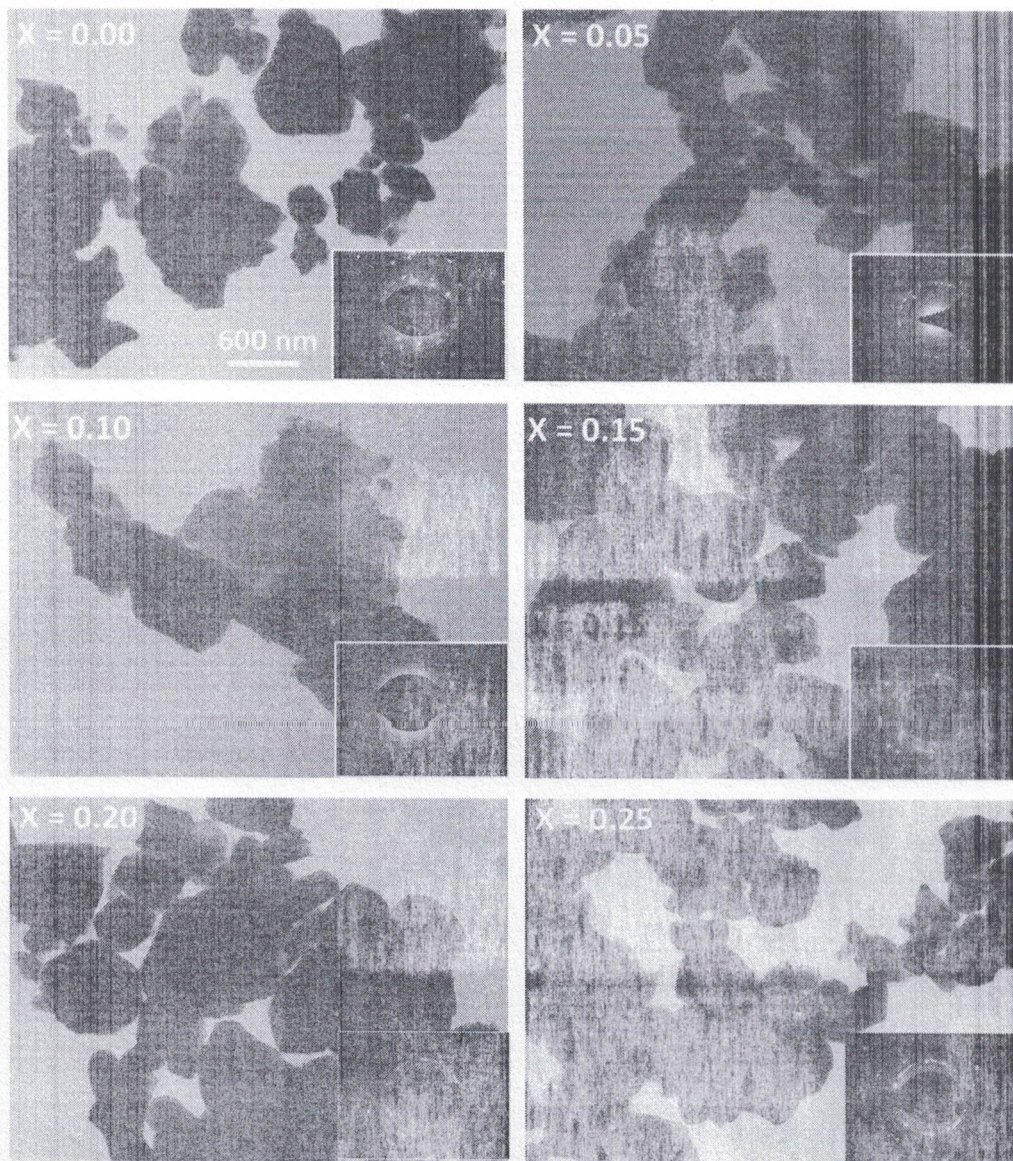 X = 0.00
X = 0.05
600 nm
X = 0.10
X = 0.15
X = 0.20
X = 0.25